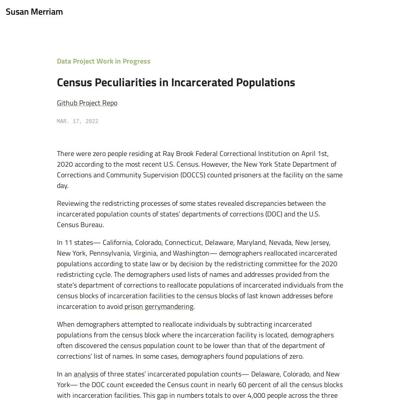 Susan Merriam
Data Project Work in Progress
Census Peculiarities in Incarcerated Populations
Github Project Repo
MAR. 17, 2022
There were zero people residing at Ray Brook Federal Correctional Institution on April 1st,
2020 according to the most recent U.S. Census. However, the New York State Department of
Corrections and Community Supervision (DOCCS) counted prisoners at the facility on the same
day.
Reviewing the redistricting processes of some states revealed discrepancies between the
incarcerated population counts of states' departments of corrections (DOC) and the U.S.
Census Bureau.
In 11 states— California, Colorado, Connecticut, Delaware, Maryland, Nevada, New Jersey,
New York, Pennsylvania, Virginia, and Washington— demographers reallocated incarcerated
populations according to state law or by decision by the redistricting committee for the 2020
redistricting cycle. The demographers used lists of names and addresses provided from the
state's department of corrections to reallocate populations of incarcerated individuals from the
census blocks of incarceration facilities to the census blocks of last known addresses before
incarceration to avoid prison gerrymandering.
When demographers attempted to reallocate individuals by subtracting incarcerated
populations from the census block where the incarceration facility is located, demographers
often discovered the census population count to be lower than that of the department of
corrections' list of names. In some cases, demographers found populations of zero.
In an analysis of three states' incarcerated population counts— Delaware, Colorado, and New
York— the DOC count exceeded the Census count in nearly 60 percent of all the census blocks
with incarceration facilities. This gap in numbers totals to over 4,000 people across the three